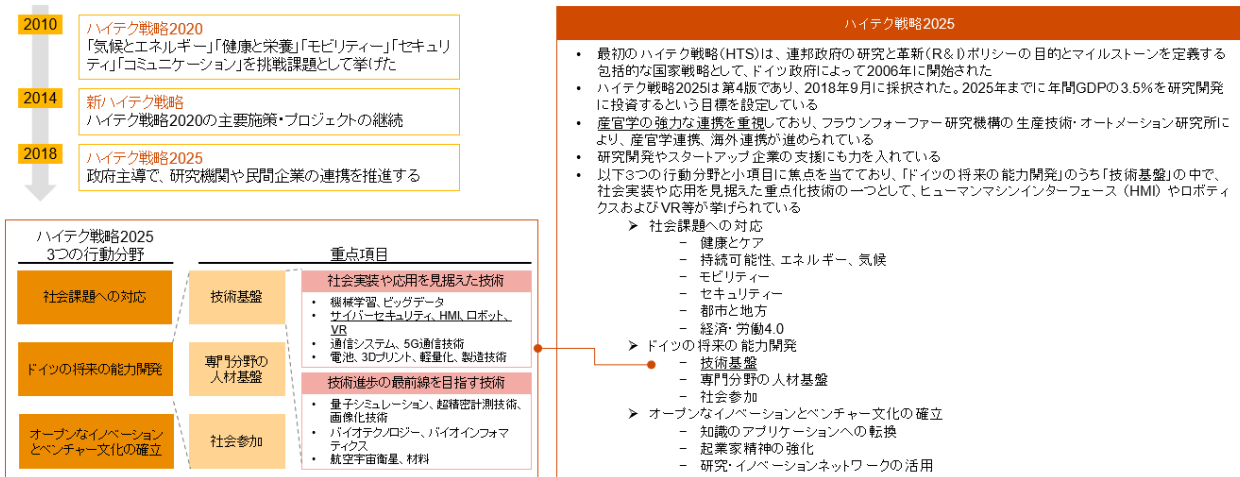 2010
ハイテク戦略2020
「気候とエネルギー」「健康と栄養」「モビリティー」「セキュリ
ティ」「コミュニケーション」を挑戦課題として挙げた
2014
新ハイテク戦略
ハイテク戦略2020の主要施策・プロジェクトの継続
2018
ハイテク戦略2025
政府主導で、研究機関や民間企業の連携を推進する
ハイテク戦略2025
3つの行動分野
重点項目
社会課題への対応
ドイツの将来の能力開発
オープンなイノベーション
とベンチャー文化の確立
技術基盤
専門分野の
人材基盤
社会参加
社会実装や応用を見据えた技術
• 機械学習、ビッグデータ
• サイバーセキュリティ、HMI、ロボット、
VR
• 通信システム、5G通信技術
• 電池、3Dプリント、軽量化、製造技術
技術進歩の最前線を目指す技術
• 量子シミュレーション、超精密計測技術、
画像化技術
• バイオテクノロジー、バイオインフォマ
ティクス
• 航空宇宙衛星、材料
ハイテク戦略2025
• 最初のハイテク戦略(HTS)は、連邦政府の研究と革新(R&I)ポリシーの目的とマイルストーンを定義する
包括的な国家戦略として、ドイツ政府によって2006年に開始された
• ハイテク戦略2025は第4版であり、2018年9月に採択された。2025年までに年間GDPの3.5%を研究開発
に投資するという目標を設定している
• 産官学の強力な連携を重視しており、フラウンフォーファー研究機構の生産技術・オートメーション研究所に
より、産官学連携、海外連携が進められている
• 研究開発やスタートアップ企業の支援にも力を入れている
• 以下3つの行動分野と小項目に焦点を当てており、「ドイツの将来の能力開発」のうち「技術基盤」の中で、
社会実装や応用を見据えた重点化技術の一つとして、ヒューマンマシンインターフェース (HMI) やロボティ
クスおよびVR等が挙げられている
➢ 社会課題への対応
− 健康とケア
− 持続可能性、エネルギー、気候
− モビリティー
− セキュリティー
− 都市と地方
− 経済・労働4.0
➢ ドイツの将来の能力開発
− 技術基盤
− 専門分野の人材基盤
− 社会参加
➢ オープンなイノベーションとベンチャー文化の確立
− 知識のアプリケーションへの転換
− 起業家精神の強化
− 研究・イノベーションネットワークの活用